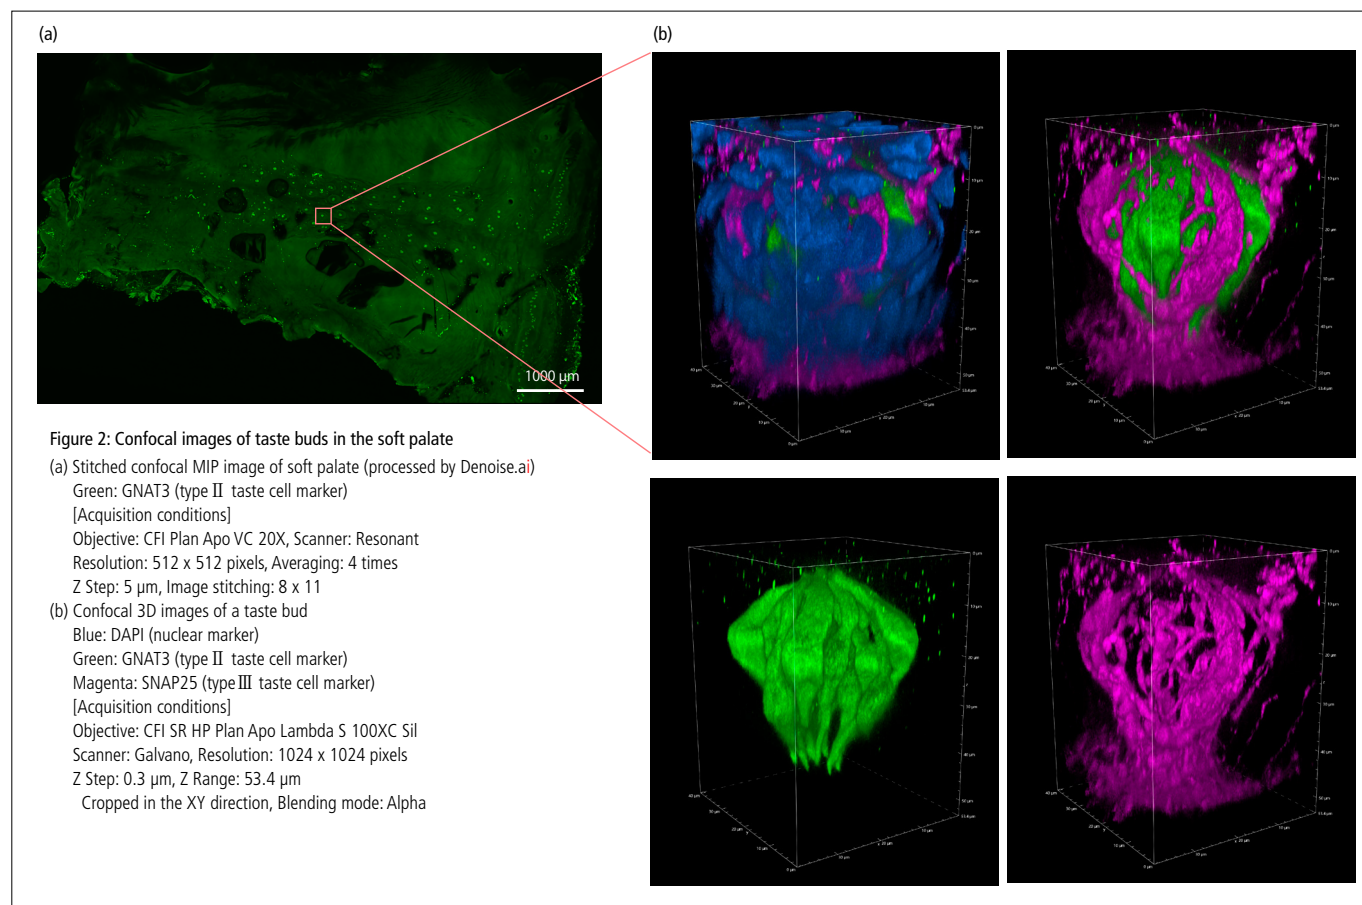 (a)
1000 µm
Figure 2: Confocal images of taste buds in the soft palate
(a) Stitched confocal MIP image of soft palate (processed by Denoise.ai)
Green: GNAT3 (type Ⅱ taste cell marker)
[Acquisition conditions]
Objective: CFI Plan Apo VC 20X, Scanner: Resonant
Resolution: 512 x 512 pixels, Averaging: 4 times
Z Step: 5 µm, Image stitching: 8 x 11
(b) Confocal 3D images of a taste bud
Blue: DAPI (nuclear marker)
Green: GNAT3 (type Ⅱ taste cell marker)
Magenta: SNAP25 (type Ⅲ taste cell marker)
[Acquisition conditions]
Objective: CFI SR HP Plan Apo Lambda S 100XC Sil
Scanner: Galvano, Resolution: 1024 x 1024 pixels
Z Step: 0.3 µm, Z Range: 53.4 µm
Cropped in the XY direction, Blending mode: Alpha
(b)